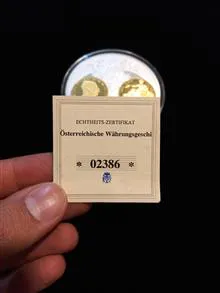 ECHTHEITS-ZERTIFIKAT
Österreichische Währungsgeschi
* 02386 *